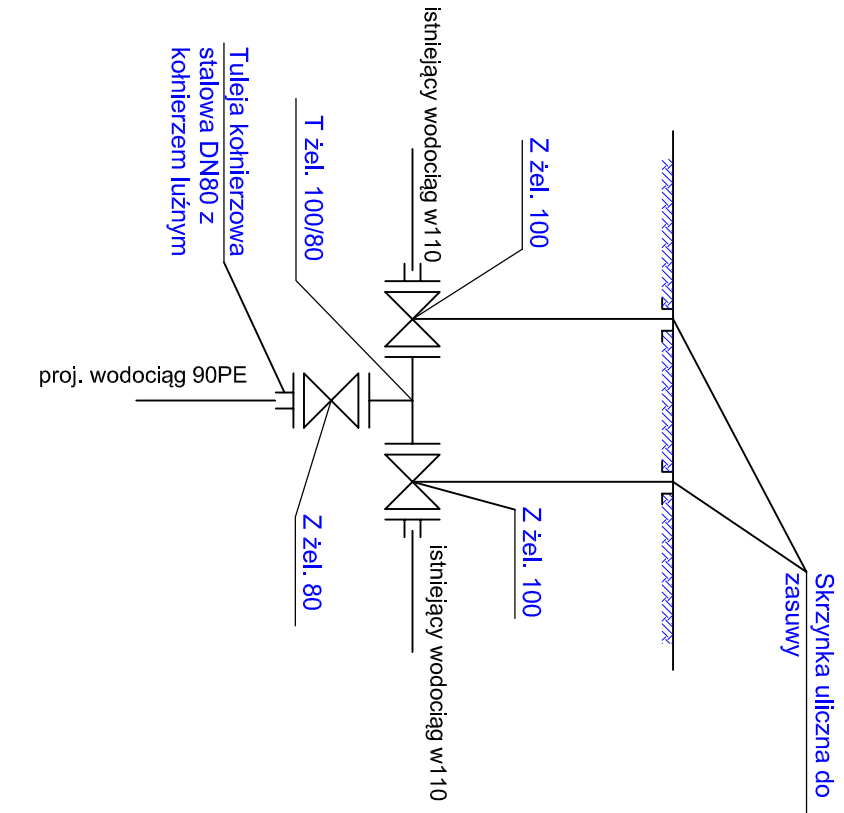 istniejący wodociąg w110
Z żel. 100
T żel. 100/80
Tuleja kołnierzowa
stalowa DN80 z
kołnierzem luźnym
proj. wodociąg 90PE
Z żel. 80
Z żel. 100
istniejący wodociąg w110
Skrzynka uliczna do
zasuwy